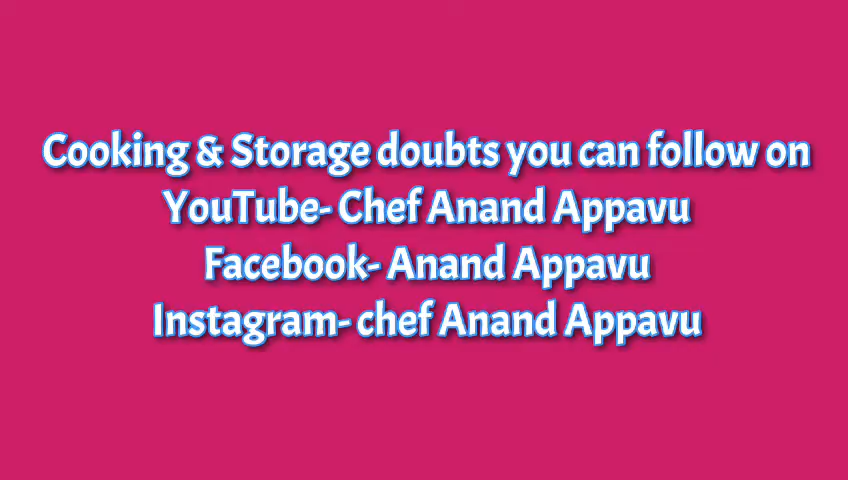 Cooking & Storage doubts you can follow on
YouTube- Chef Anand Appavu
Facebook- Anand Appavu
Instagram- chef Anand Appavu